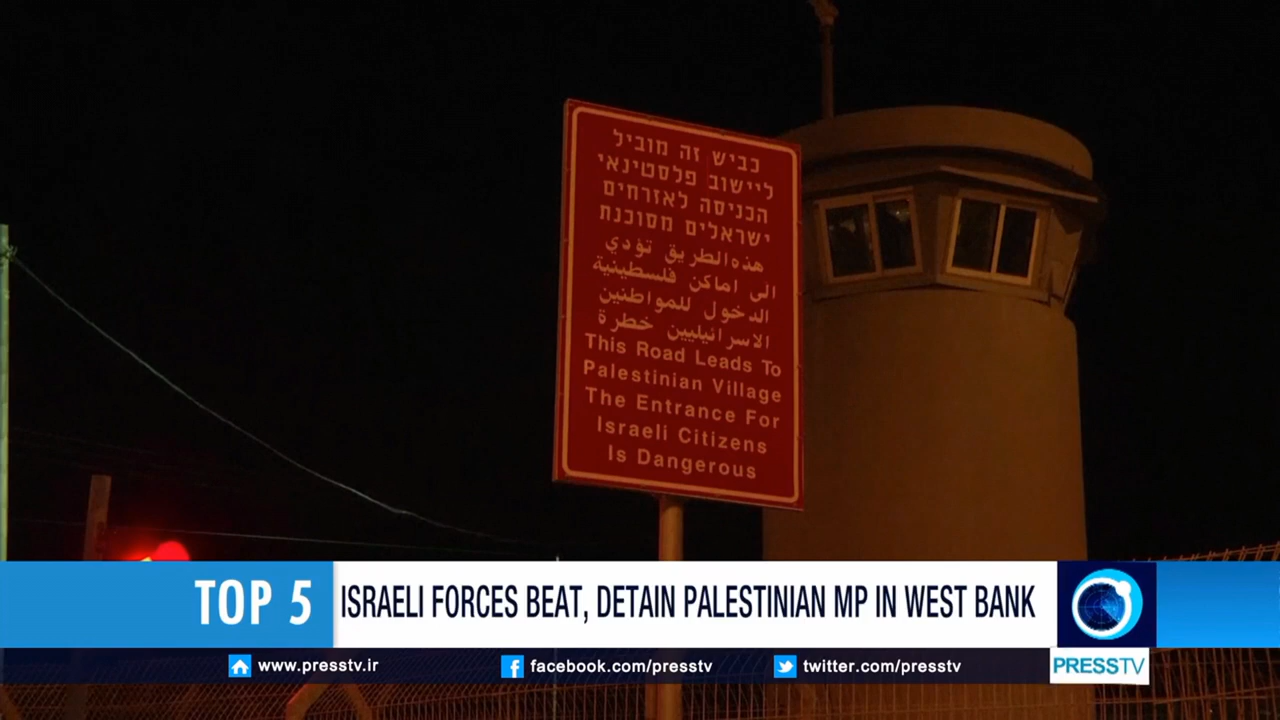 כביש זה מוביל
ליישוב פלסטינאי
הכניסה לאזרחים
ישראלים מסוכנת
هذه الطريق تؤدي
الى اماكن فلسطينية
الدخول للمواطنين
الاسرائيليين خطرة
This Road Leads To
Palestinian Village
The Entrance For
Israeli Citizens
Is Dangerous
TOP 5
ISRAELI FORCES BEAT, DETAIN PALESTINIAN MP IN WEST BANK
www.presstv.ir
facebook.com/presstv
twitter.com/presstv
PRESSTV